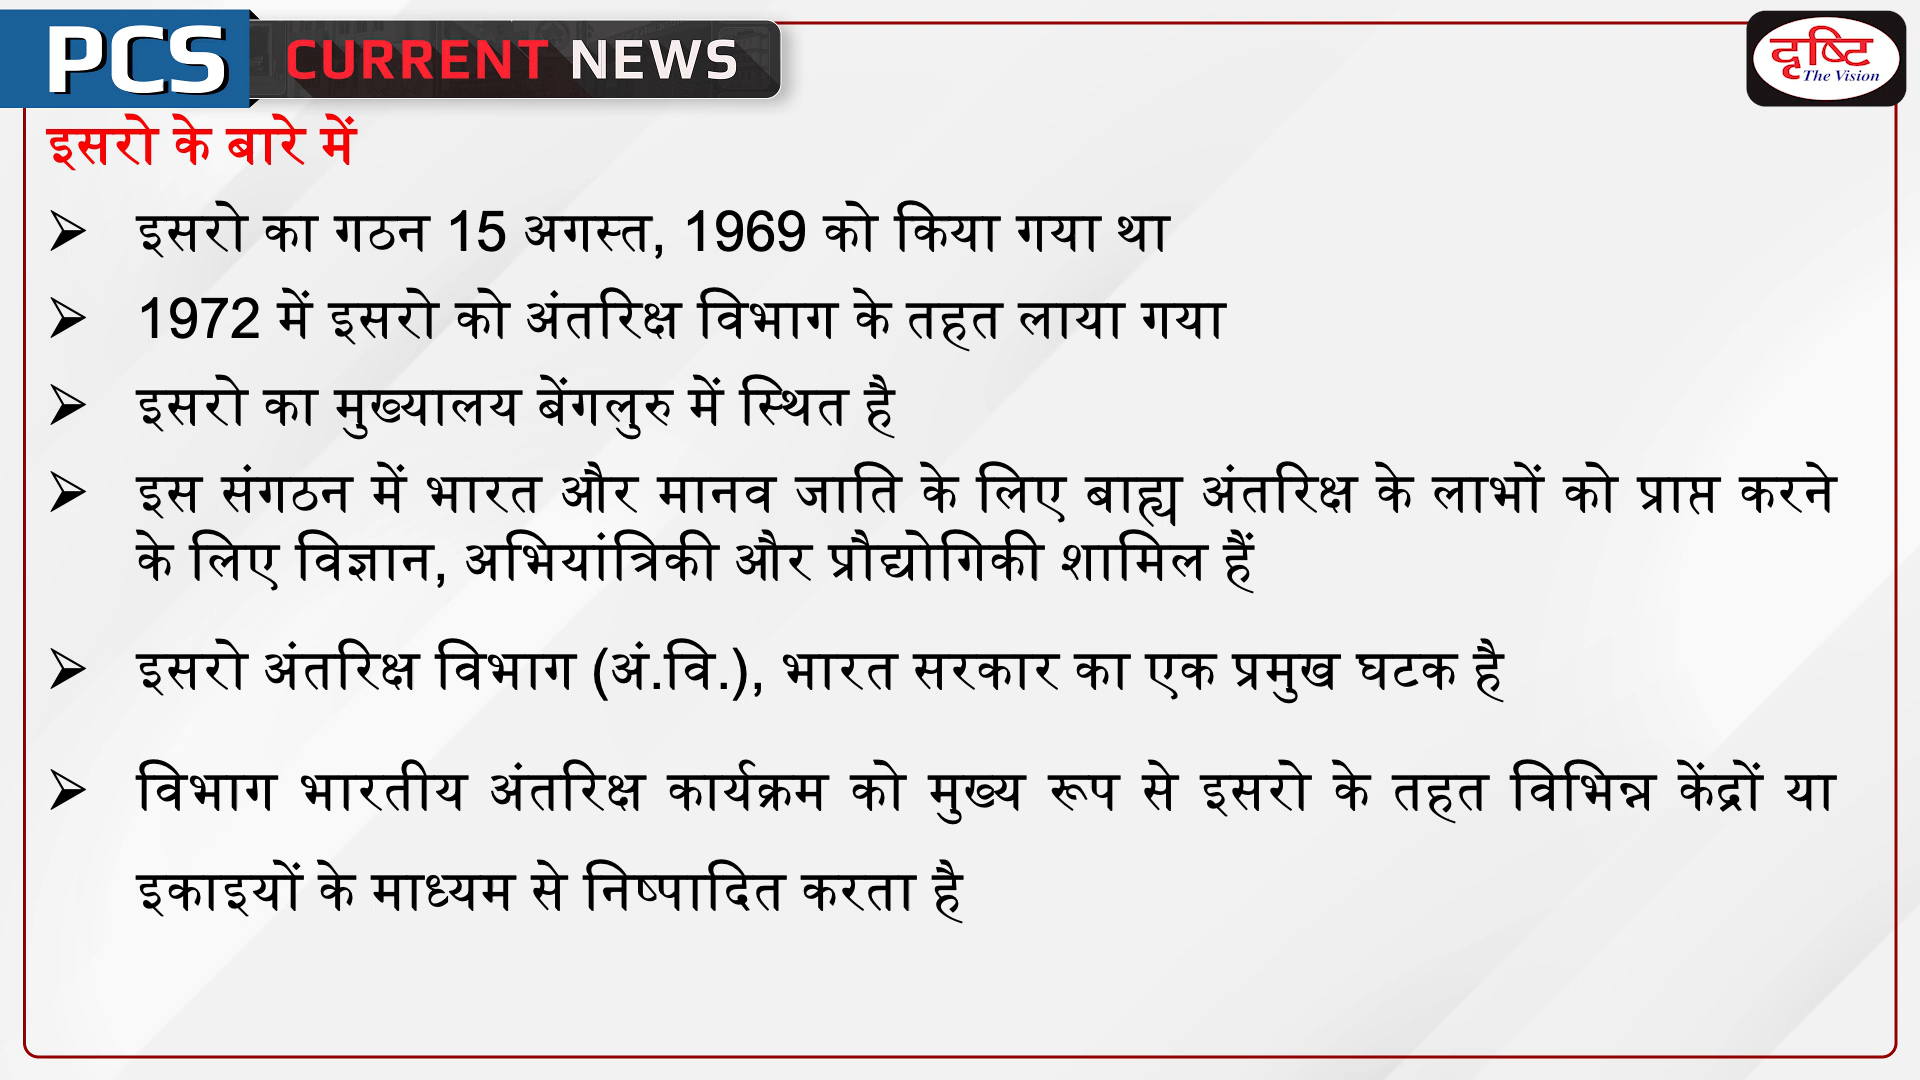 PCS CURRENT NEWS
दृष्टि
The Vision
इसरो के बारे में
➢ इसरो का गठन 15 अगस्त, 1969 को किया गया था
➢ 1972 में इसरो को अंतरिक्ष विभाग के तहत लाया गया
➢ इसरो का मुख्यालय बेंगलुरु में स्थित है
➢ इस संगठन में भारत और मानव जाति के लिए बाह्य अंतरिक्ष के लाभों को प्राप्त करने
के लिए विज्ञान, अभियांत्रिकी और प्रौद्योगिकी शामिल हैं
➢ इसरो अंतरिक्ष विभाग (अं.वि.), भारत सरकार का एक प्रमुख घटक है
➢ विभाग भारतीय अंतरिक्ष कार्यक्रम को मुख्य रूप से इसरो के तहत विभिन्न केंद्रों या
इकाइयों के माध्यम से निष्पादित करता है